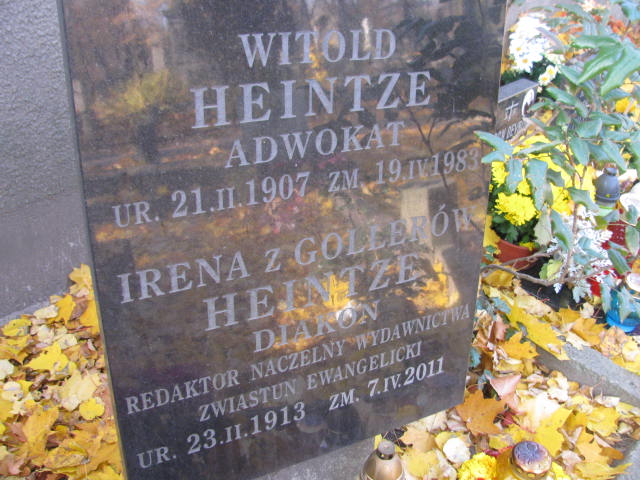 WITOLD
HEINTZE
ADWOKAT
UR. 21.II.1907 ZM. 19.IV.1983
IRENA Z GOLLERÓW
HEINTZE
DIAKON
REDAKTOR NACZELNY WYDAWNICTWA
ZWIASTUN EWANGELICKI
UR. 23.II.1913 ZM. 7.IV.2011